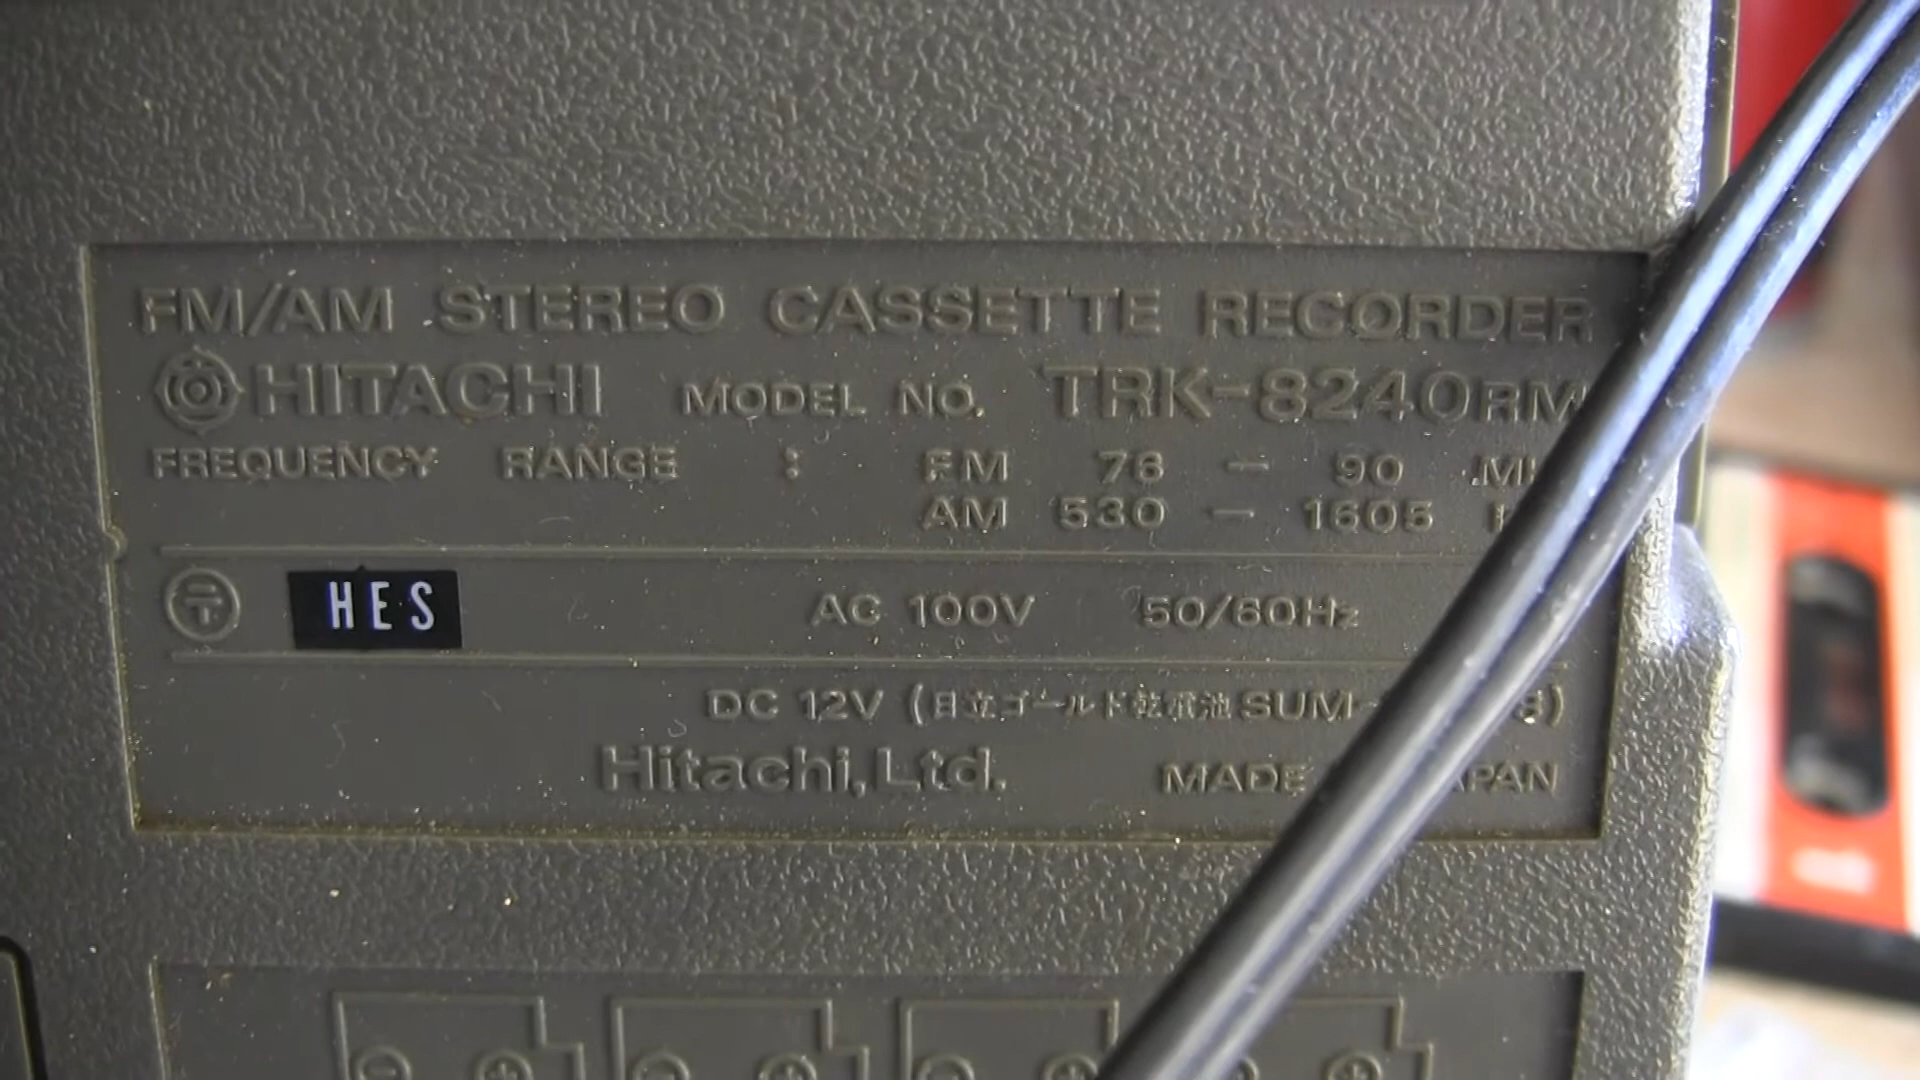 FM/AM STEREO CASSETTE RECORDER
HITACHI MODEL NO. TRK-8240RM
FREQUENCY RANGE : FM 76 — 90
AM 530 — 1605
T HES AC 100V 50/60Hz
DC 12V (日立ゴールド乾電池 SUM-
Hitachi, Ltd. MADE JAPAN